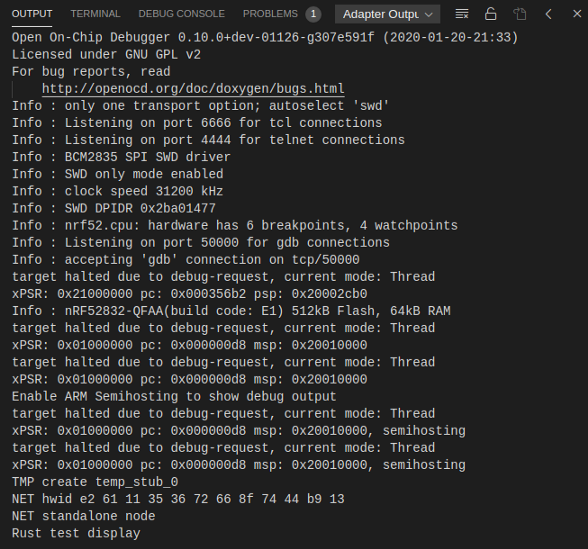 OUTPUT TERMINAL DEBUG CONSOLE PROBLEMS 1 Adapter Outpu
Open On-Chip Debugger 0.10.0+dev-01126-g307e591f (2020-01-20-21:33)
Licensed under GNU GPL v2
For bug reports, read
http://openocd.org/doc/doxygen/bugs.html
Info : only one transport option; autoselect 'swd'
Info : Listening on port 6666 for tcl connections
Info : Listening on port 4444 for telnet connections
Info : BCM2835 SPI SWD driver
Info : SWD only mode enabled
Info : clock speed 31200 kHz
Info : SWD DPIDR 0x2ba01477
Info : nrf52.cpu: hardware has 6 breakpoints, 4 watchpoints
Info : Listening on port 50000 for gdb connections
Info : accepting 'gdb' connection on tcp/50000
target halted due to debug-request, current mode: Thread
xPSR: 0x21000000 pc: 0x000356b2 psp: 0x20002cb0
Info : nRF52832-QFAA(build code: E1) 512kB Flash, 64kB RAM
target halted due to debug-request, current mode: Thread
xPSR: 0x01000000 pc: 0x000000d8 msp: 0x20010000
target halted due to debug-request, current mode: Thread
xPSR: 0x01000000 pc: 0x000000d8 msp: 0x20010000
Enable ARM Semihosting to show debug output
target halted due to debug-request, current mode: Thread
xPSR: 0x01000000 pc: 0x000000d8 msp: 0x20010000, semihosting
target halted due to debug-request, current mode: Thread
xPSR: 0x01000000 pc: 0x000000d8 msp: 0x20010000, semihosting
TMP create temp_stub_0
NET hwid e2 61 11 35 36 72 66 8f 74 44 b9 13
NET standalone node
Rust test display